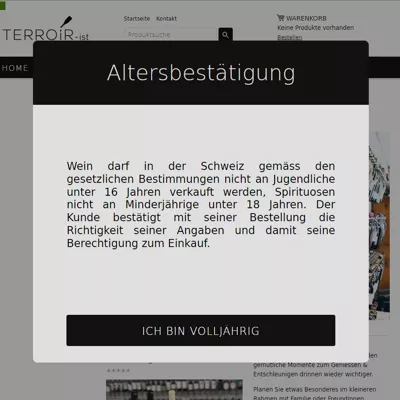 TERROiR-ist
Startseite Kontakt
Produktsuche
WARENKORB
Keine Produkte vorhanden
Bestellen
HOME
Altersbestätigung
Wein darf in der Schweiz gemäss den
gesetzlichen Bestimmungen nicht an Jugendliche
unter 16 Jahren verkauft werden, Spirituosen
nicht an Minderjährige unter 18 Jahren. Der
Kunde bestätigt mit seiner Bestellung die
Richtigkeit seiner Angaben und damit seine
Berechtigung zum Einkauf.
ICH BIN VOLLJÄHRIG
gemütliche Momente zum Geniessen &
Entschleunigen drinnen wieder wichtiger.
Planen Sie etwas Besonderes im kleineren
Rahmen mit Familie oder FreundInnen